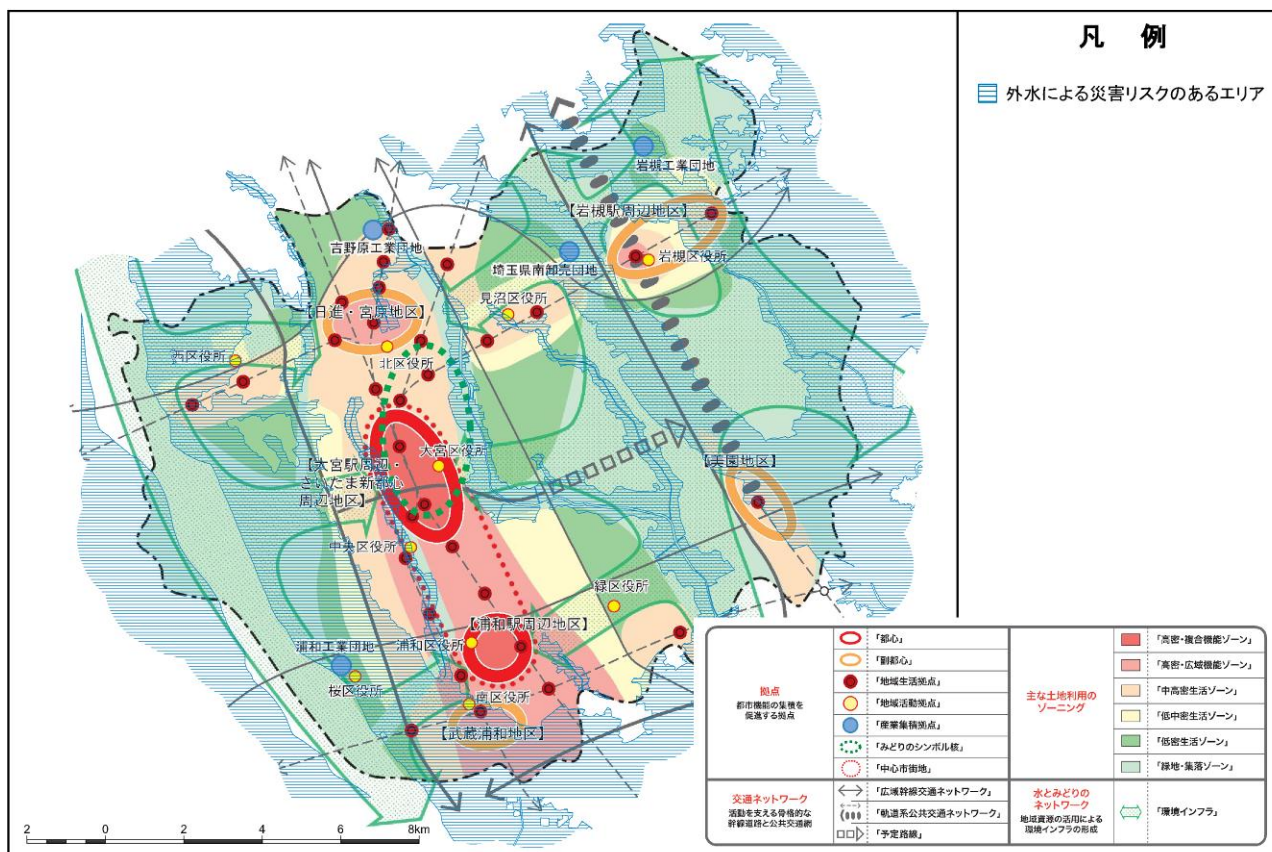 凡 例
外水による災害リスクのあるエリア
岩槻工業団地
【岩槻駅周辺地区】
吉野原工業団地
岩槻区役所
埼玉県南卸売団地
見沼区役所
【日進・宮原地区】
西区役所
北区役所
大宮区役所
【大宮駅周辺・
さいたま新都心
周辺地区】
【美園地区】
中央区役所
緑区役所
【浦和駅周辺地区】
浦和工業団地
浦和区役所
桜区役所
南区役所
【武蔵浦和地区】
2 0 2 4 6 8km
拠点
都市機能の集積を
促進する拠点
「都心」
「副都心」
「地域生活拠点」
「地域活動拠点」
「産業集積拠点」
「みどりのシンボル核」
「中心市街地」
主な土地利用の
ゾーニング
「高密・複合機能ゾーン」
「高密・広域機能ゾーン」
「中高密生活ゾーン」
「低中密生活ゾーン」
「低密生活ゾーン」
「緑地・集落ゾーン」
交通ネットワーク
活動を支える骨格的な
幹線道路と公共交通網
「広域幹線交通ネットワーク」
「軌道系公共交通ネットワーク」
「予定路線」
水とみどりの
ネットワーク
地域資源の活用による
環境インフラの形成
「環境インフラ」